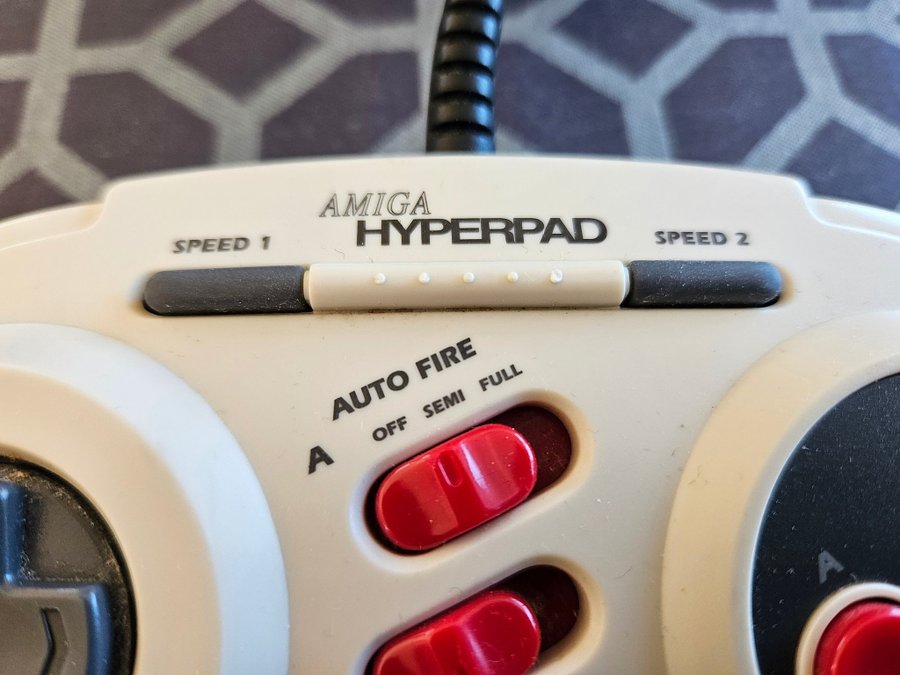 AMIGA
HYPERPAD
SPEED 1
SPEED 2
AUTO FIRE
OFF SEMI FULL
A
A